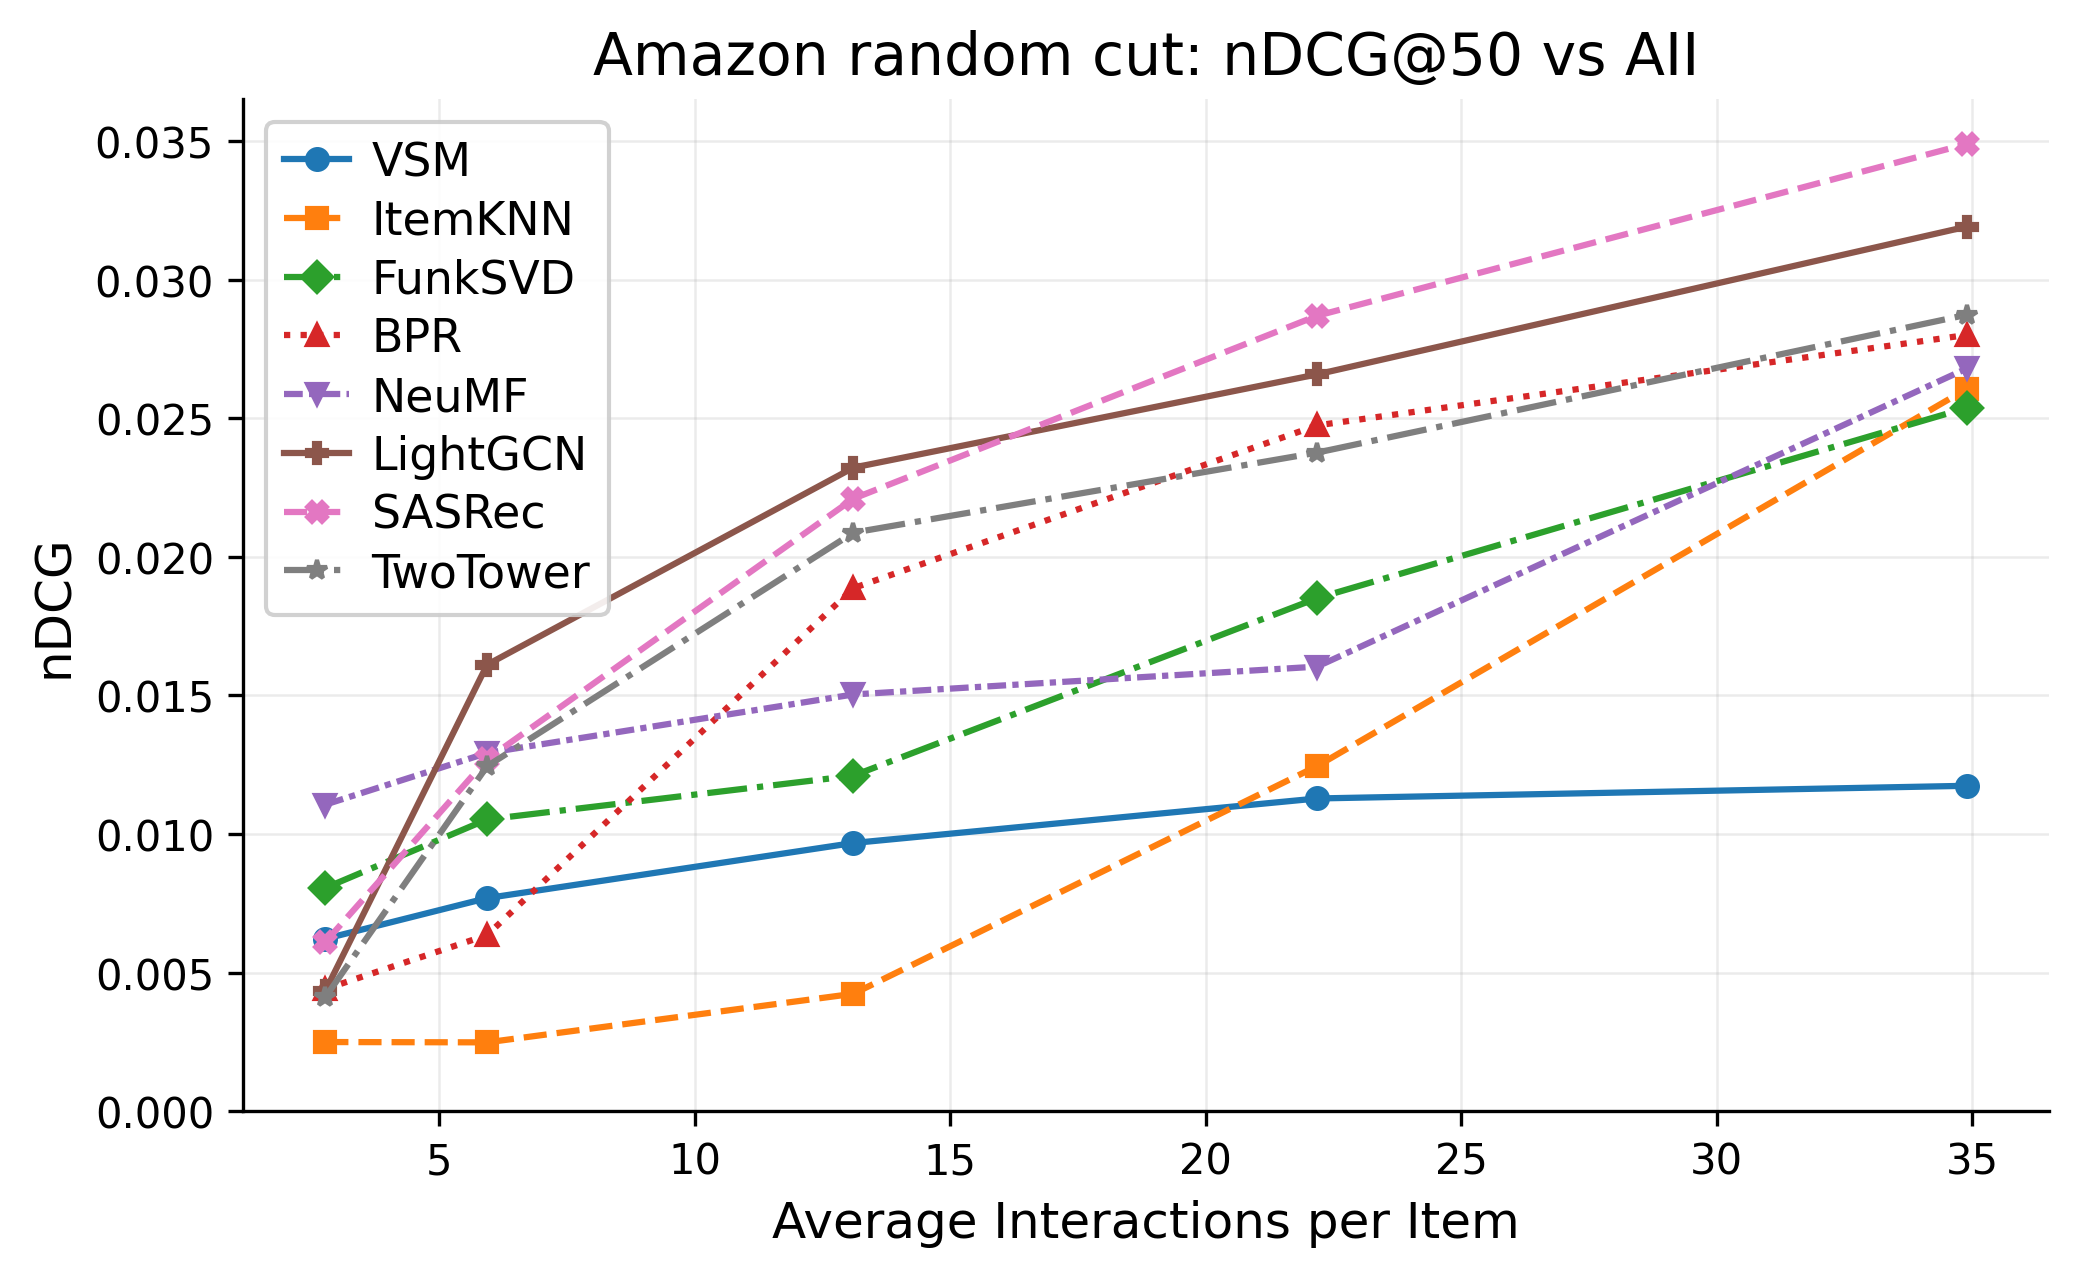 Amazon random cut: nDCG@50 vs AII
0.035
0.030
0.025
0.020
0.015
0.010
0.005
0.000
nDCG
VSM
ItemKNN
FunkSVD
BPR
NeuMF
LightGCN
SASRec
TwoTower
5 10 15 20 25 30 35
Average Interactions per Item